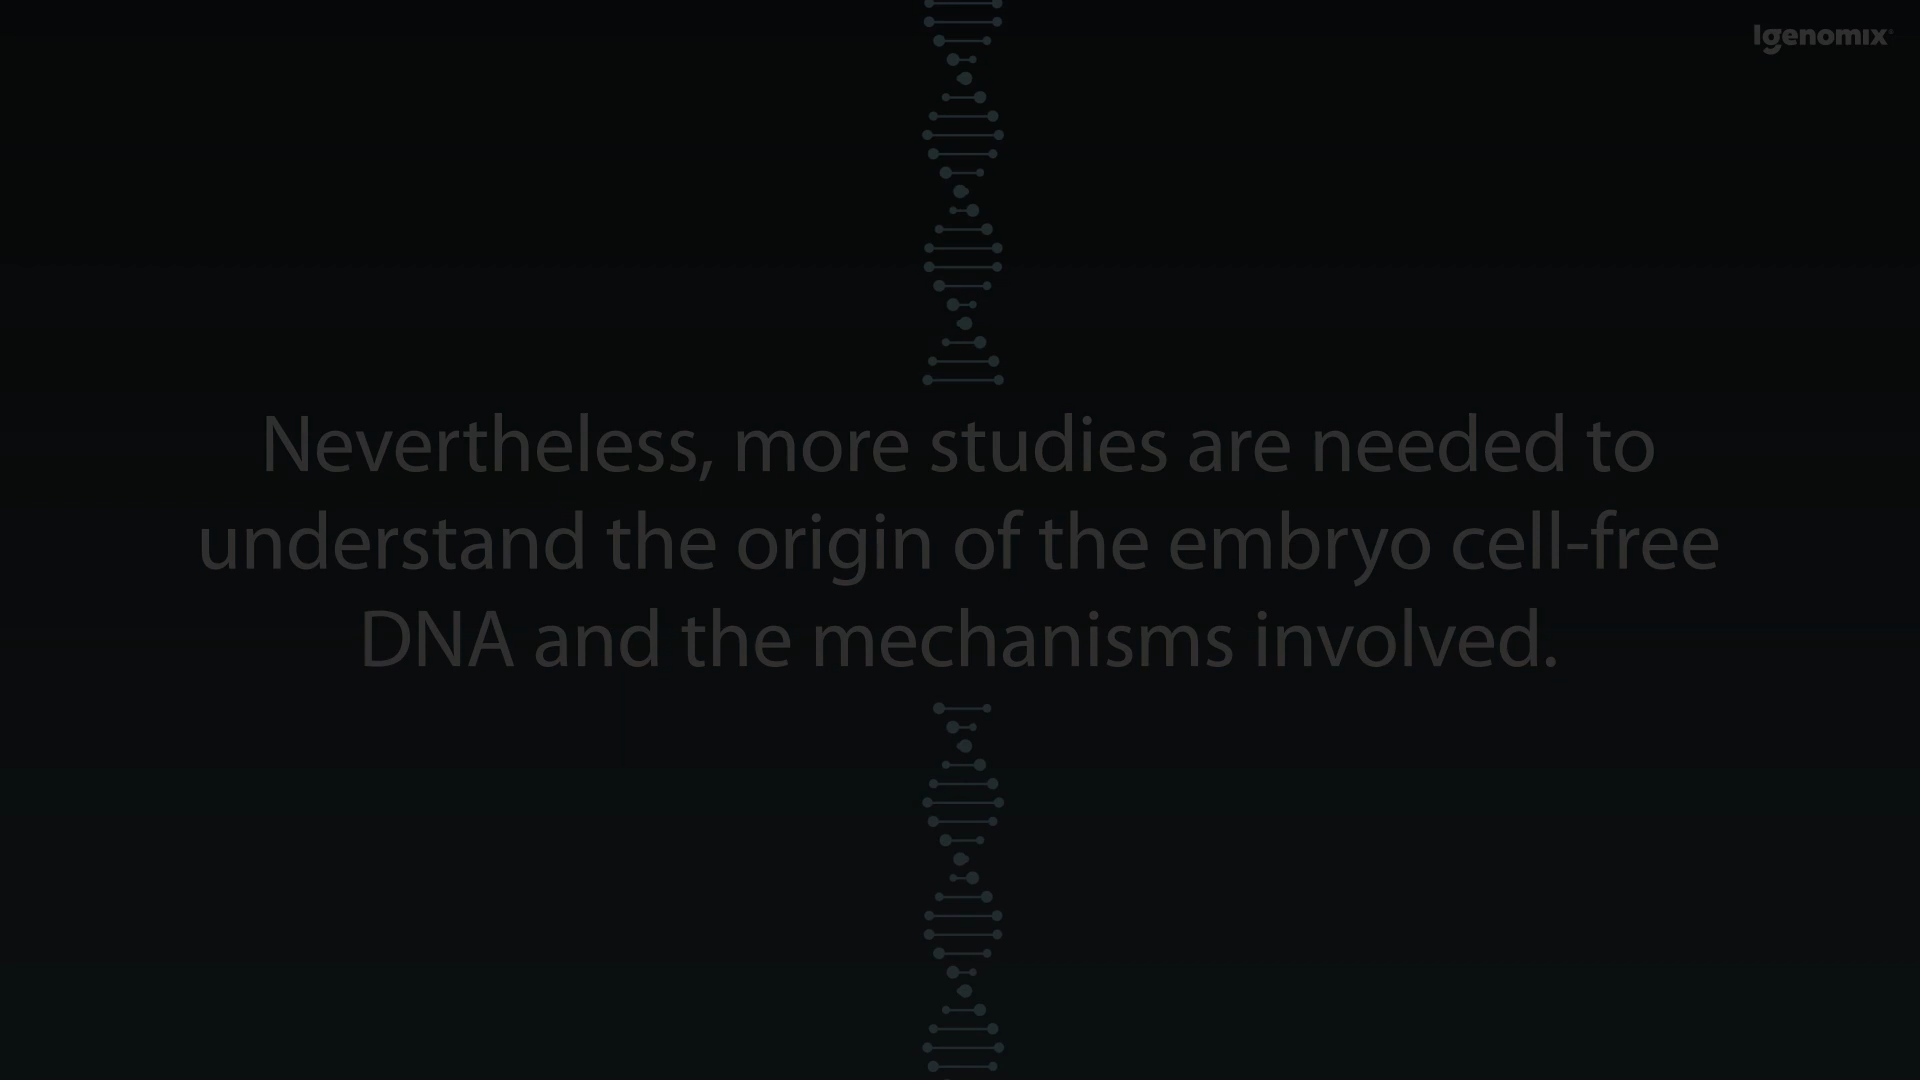 Igenomix®
Nevertheless, more studies are needed to
understand the origin of the embryo cell-free
DNA and the mechanisms involved.